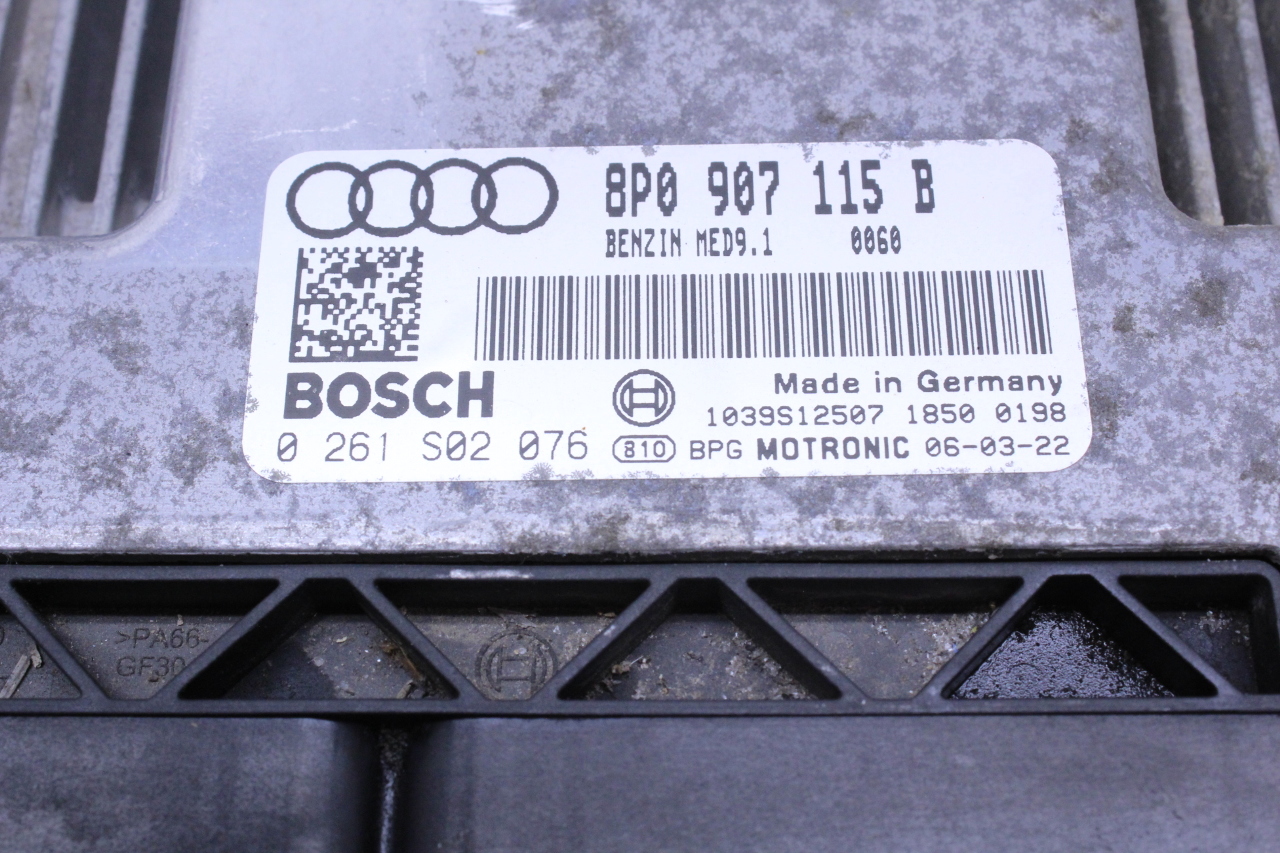 8P0 907 115 B
BENZIN MED9.1 0060
BOSCH
Made in Germany
1039S12507 1850 0198
0 261 S02 076 810 BPG MOTRONIC 06-03-22
>PA66-
GF30